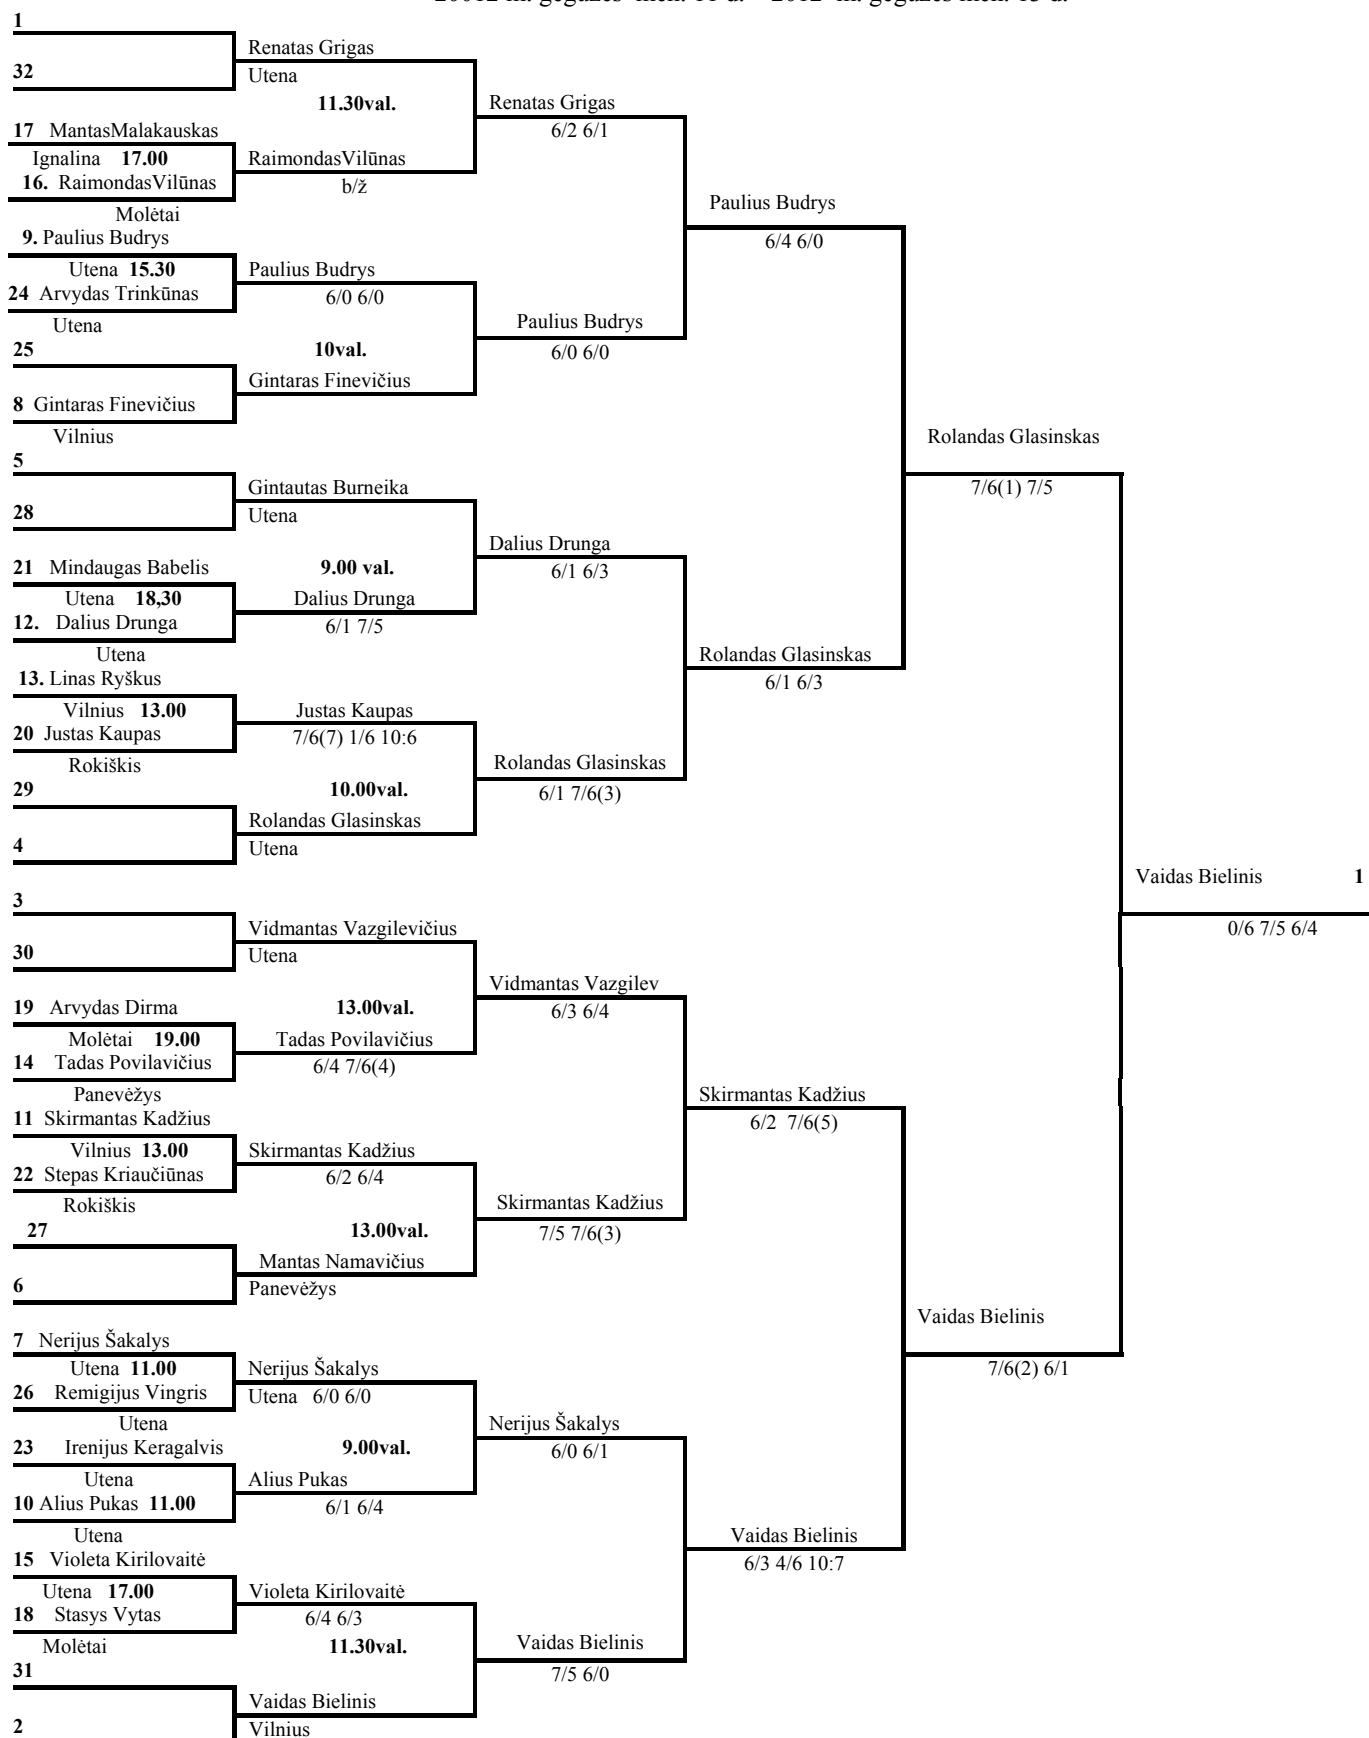 20012 m. gegužės mėn. 11 d. – 2012 m. gegužės mėn. 13 d.
1
Renatas Grigas
32
Utena
11.30val.
Renatas Grigas
6/2 6/1
17 MantasMalakauskas
Ignalina 17.00
RaimondasVilūnas
16. RaimondasVilūnas
b/ž
Molėtai
Paulius Budrys
6/4 6/0
9. Paulius Budrys
Utena 15.30
Paulius Budrys
24 Arvydas Trinkūnas
6/0 6/0
Utena
Paulius Budrys
25
10val.
6/0 6/0
Gintaras Finevičius
8 Gintaras Finevičius
Vilnius
Rolandas Glasinskas
7/6(1) 7/5
5
Gintautas Burneika
28
Utena
Dalius Drunga
21 Mindaugas Babelis
9.00 val.
6/1 6/3
Utena 18,30
Dalius Drunga
12. Dalius Drunga
6/1 7/5
Utena
Rolandas Glasinskas
13. Linas Ryškus
6/1 6/3
Vilnius 13.00
Justas Kaupas
20 Justas Kaupas
7/6(7) 1/6 10:6
Rokiškis
Rolandas Glasinskas
29
10.00val.
6/1 7/6(3)
Rolandas Glasinskas
4
Utena
Vaidas Bielinis 1
0/6 7/5 6/4
3
Vidmantas Vazgilevičius
30
Utena
Vidmantas Vazgilev
19 Arvydas Dirma
13.00val.
6/3 6/4
Molėtai 19.00
Tadas Povilavičius
14 Tadas Povilavičius
6/4 7/6(4)
Panevėžys
Skirmantas Kadžius
11 Skirmantas Kadžius
6/2 7/6(5)
Vilnius 13.00
Skirmantas Kadžius
22 Stepas Kriaučiūnas
6/2 6/4
Rokiškis
Skirmantas Kadžius
27
13.00val.
7/5 7/6(3)
Mantas Namavičius
6
Panevėžys
Vaidas Bielinis
7/6(2) 6/1
7 Nerijus Šakalys
Utena 11.00
Nerijus Šakalys
26 Remigijus Vingris
Utena 6/0 6/0
Utena
Nerijus Šakalys
23 Irenijus Keragalvis
9.00val.
6/0 6/1
Utena
Alius Pukas
10 Alius Pukas 11.00
6/1 6/4
Utena
Vaidas Bielinis
15 Violeta Kirilovaitė
6/3 4/6 10:7
Utena 17.00
Violeta Kirilovaitė
18 Stasys Vytas
6/4 6/3
Molėtai
11.30val.
Vaidas Bielinis
31
7/5 6/0
Vaidas Bielinis
2
Vilnius